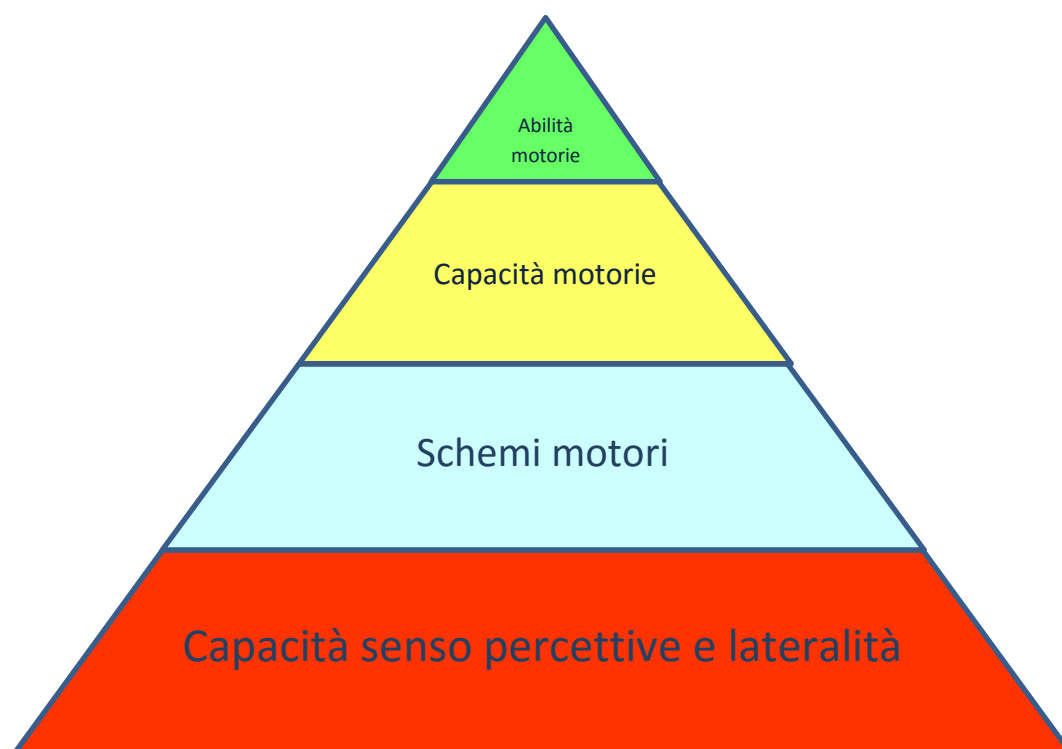 Abilità
motorie
Capacità motorie
Schemi motori
Capacità senso percettive e lateralità